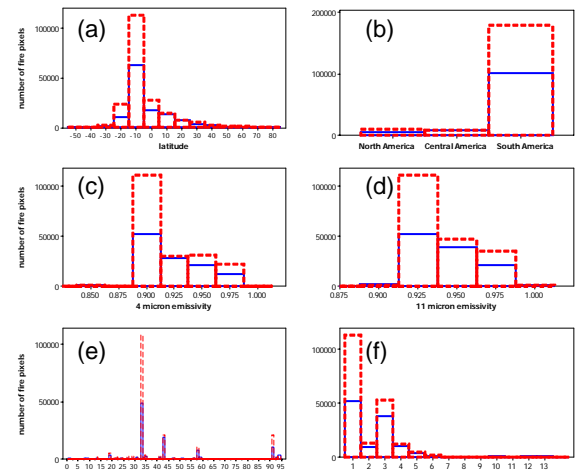 (a)
number of fire pixels
100000
50000
0
-50 -40 -30 -20 -10 0 10 20 30 40 50 60 70 80
latitude
(b)
200000
100000
0
North America Central America South America
(c)
number of fire pixels
100000
50000
0
0.850 0.875 0.900 0.925 0.950 0.975 1.000
4 micron emissivity
(d)
100000
50000
0
0.875 0.900 0.925 0.950 0.975 1.000
11 micron emissivity
(e)
number of fire pixels
100000
50000
0
0 5 10 15 20 25 30 35 40 45 50 55 60 65 70 75 80 85 90 95
(f)
100000
50000
0
1 2 3 4 5 6 7 8 9 10 11 12 13